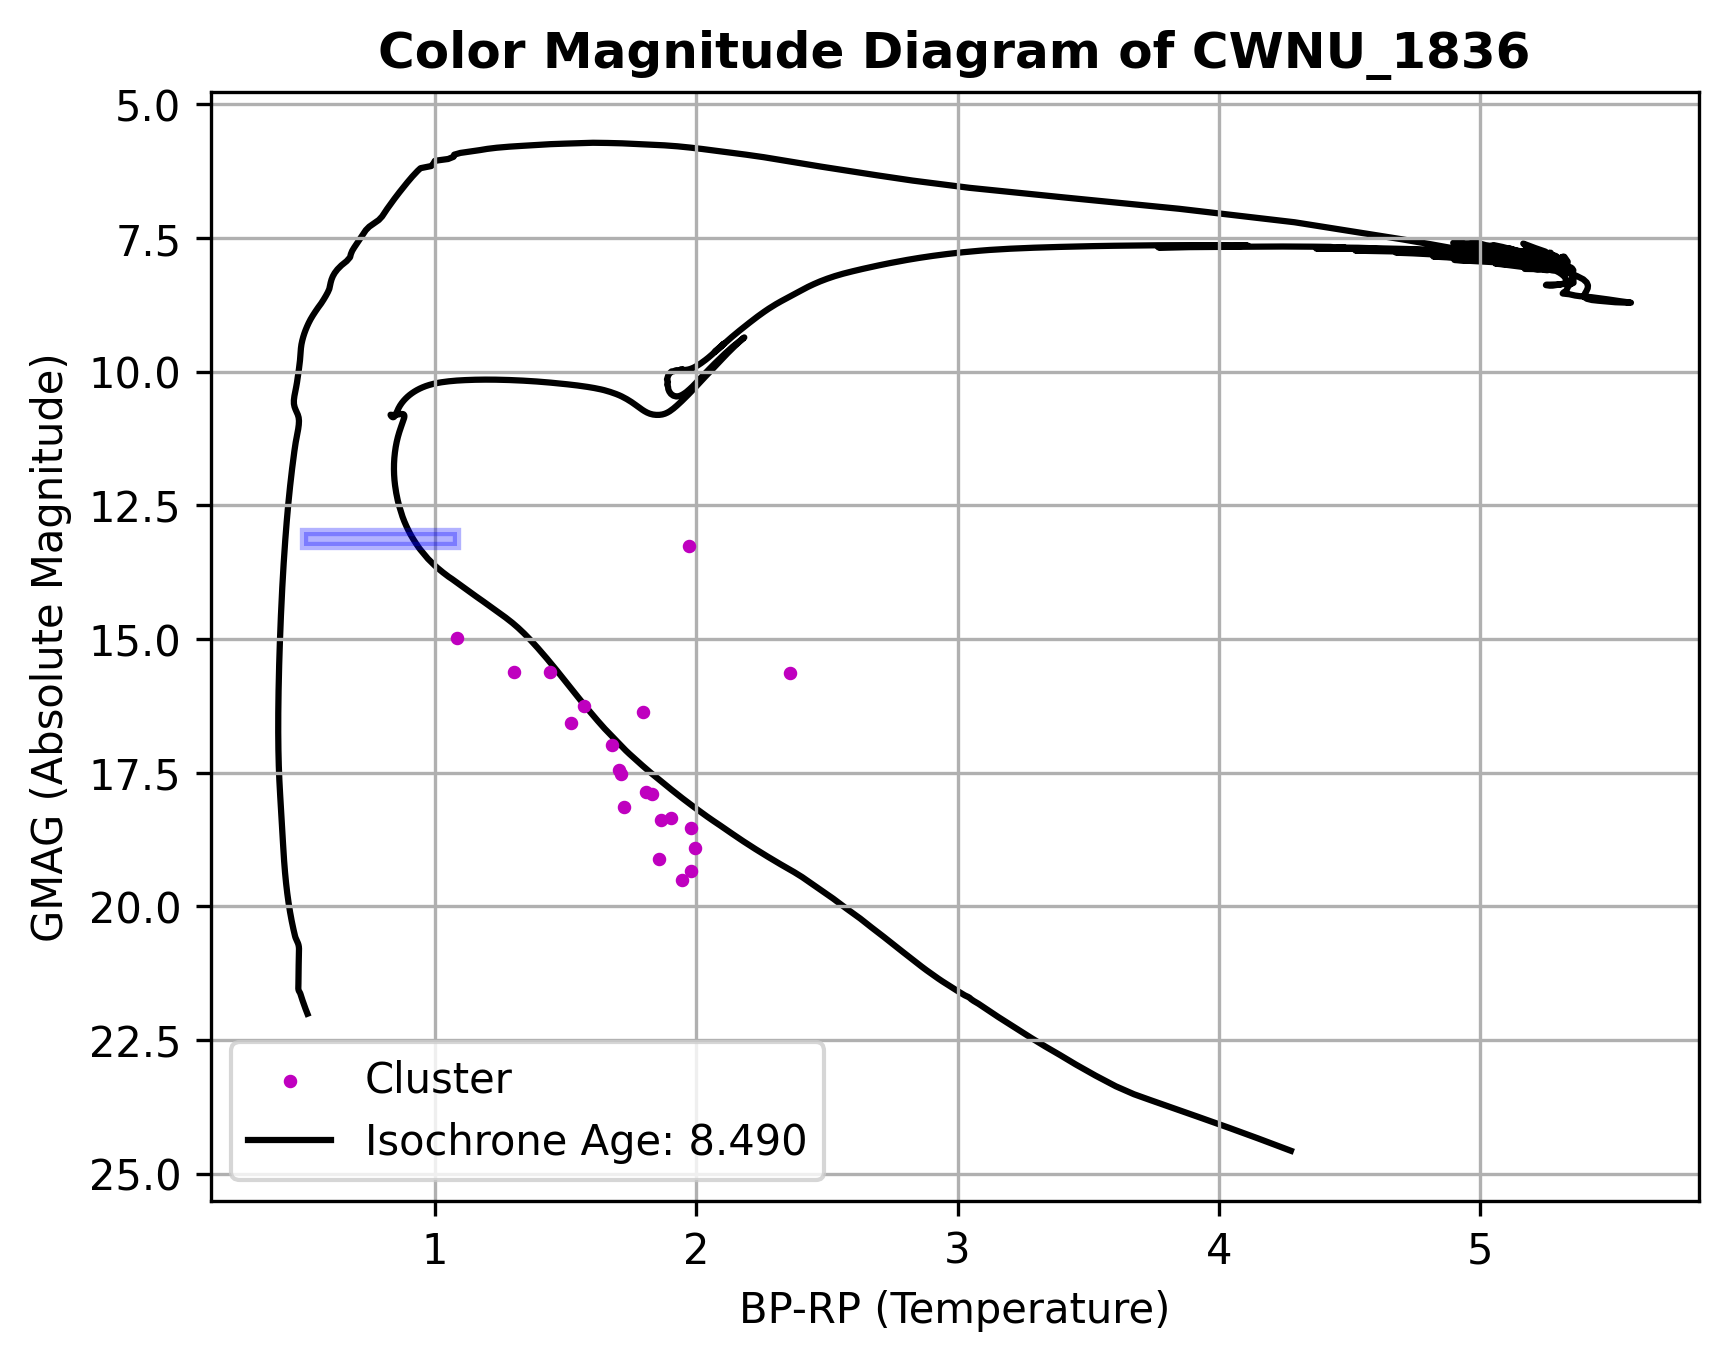 Color Magnitude Diagram of CWNU_1836
GMAG (Absolute Magnitude)
5.0
7.5
10.0
12.5
15.0
17.5
20.0
22.5
25.0
Cluster
Isochrone Age: 8.490
1 2 3 4 5
BP-RP (Temperature)